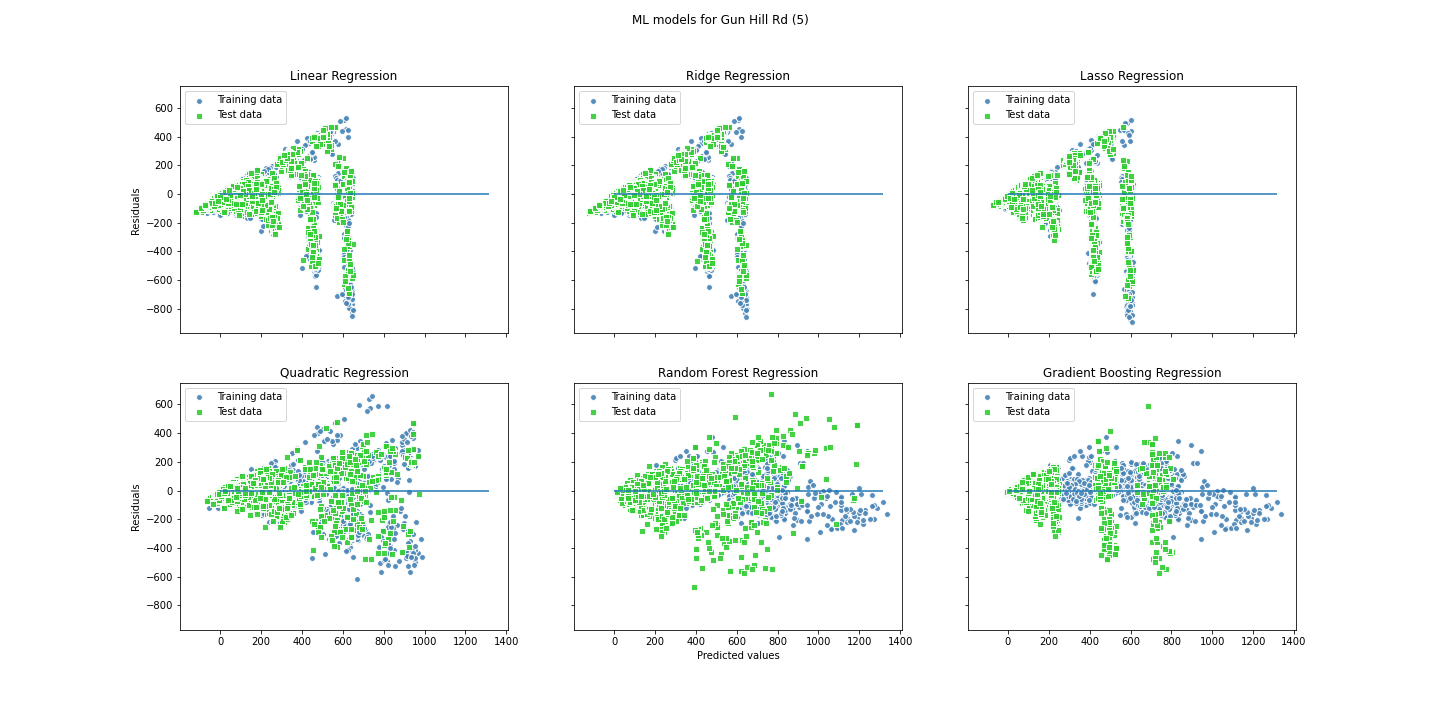 ML models for Gun Hill Rd (5)
Linear Regression
Ridge Regression
Lasso Regression
Training data
Test data
Training data
Test data
Training data
Test data
600
400
200
0
−200
−400
−600
−800
Residuals
Quadratic Regression
Random Forest Regression
Gradient Boosting Regression
Training data
Test data
Training data
Test data
Training data
Test data
600
400
200
0
−200
−400
−600
−800
Residuals
0 200 400 600 800 1000 1200 1400
0 200 400 600 800 1000 1200 1400
0 200 400 600 800 1000 1200 1400
Predicted values